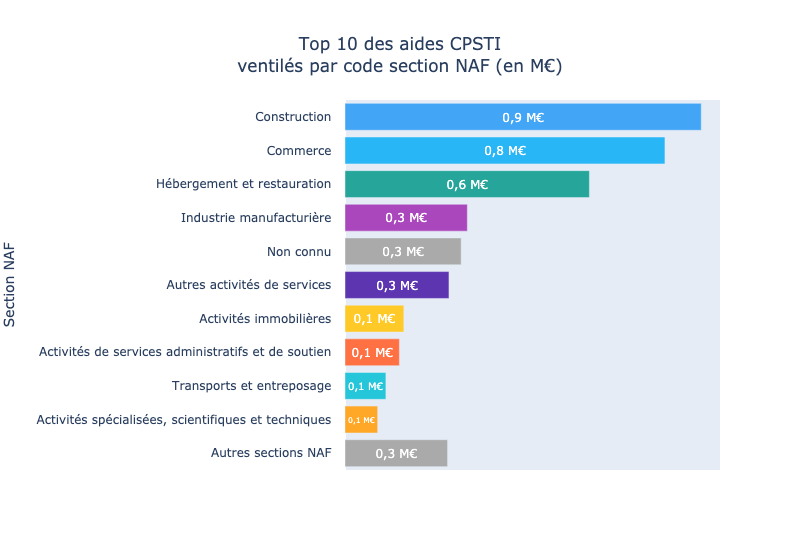 Top 10 des aides CPSTI
ventilés par code section NAF (en M€)
Section NAF
Construction 0,9 M€
Commerce 0,8 M€
Hébergement et restauration 0,6 M€
Industrie manufacturière 0,3 M€
Non connu 0,3 M€
Autres activités de services 0,3 M€
Activités immobilières 0,1 M€
Activités de services administratifs et de soutien 0,1 M€
Transports et entreposage 0,1 M€
Activités spécialisées, scientifiques et techniques 0,1 M€
Autres sections NAF 0,3 M€